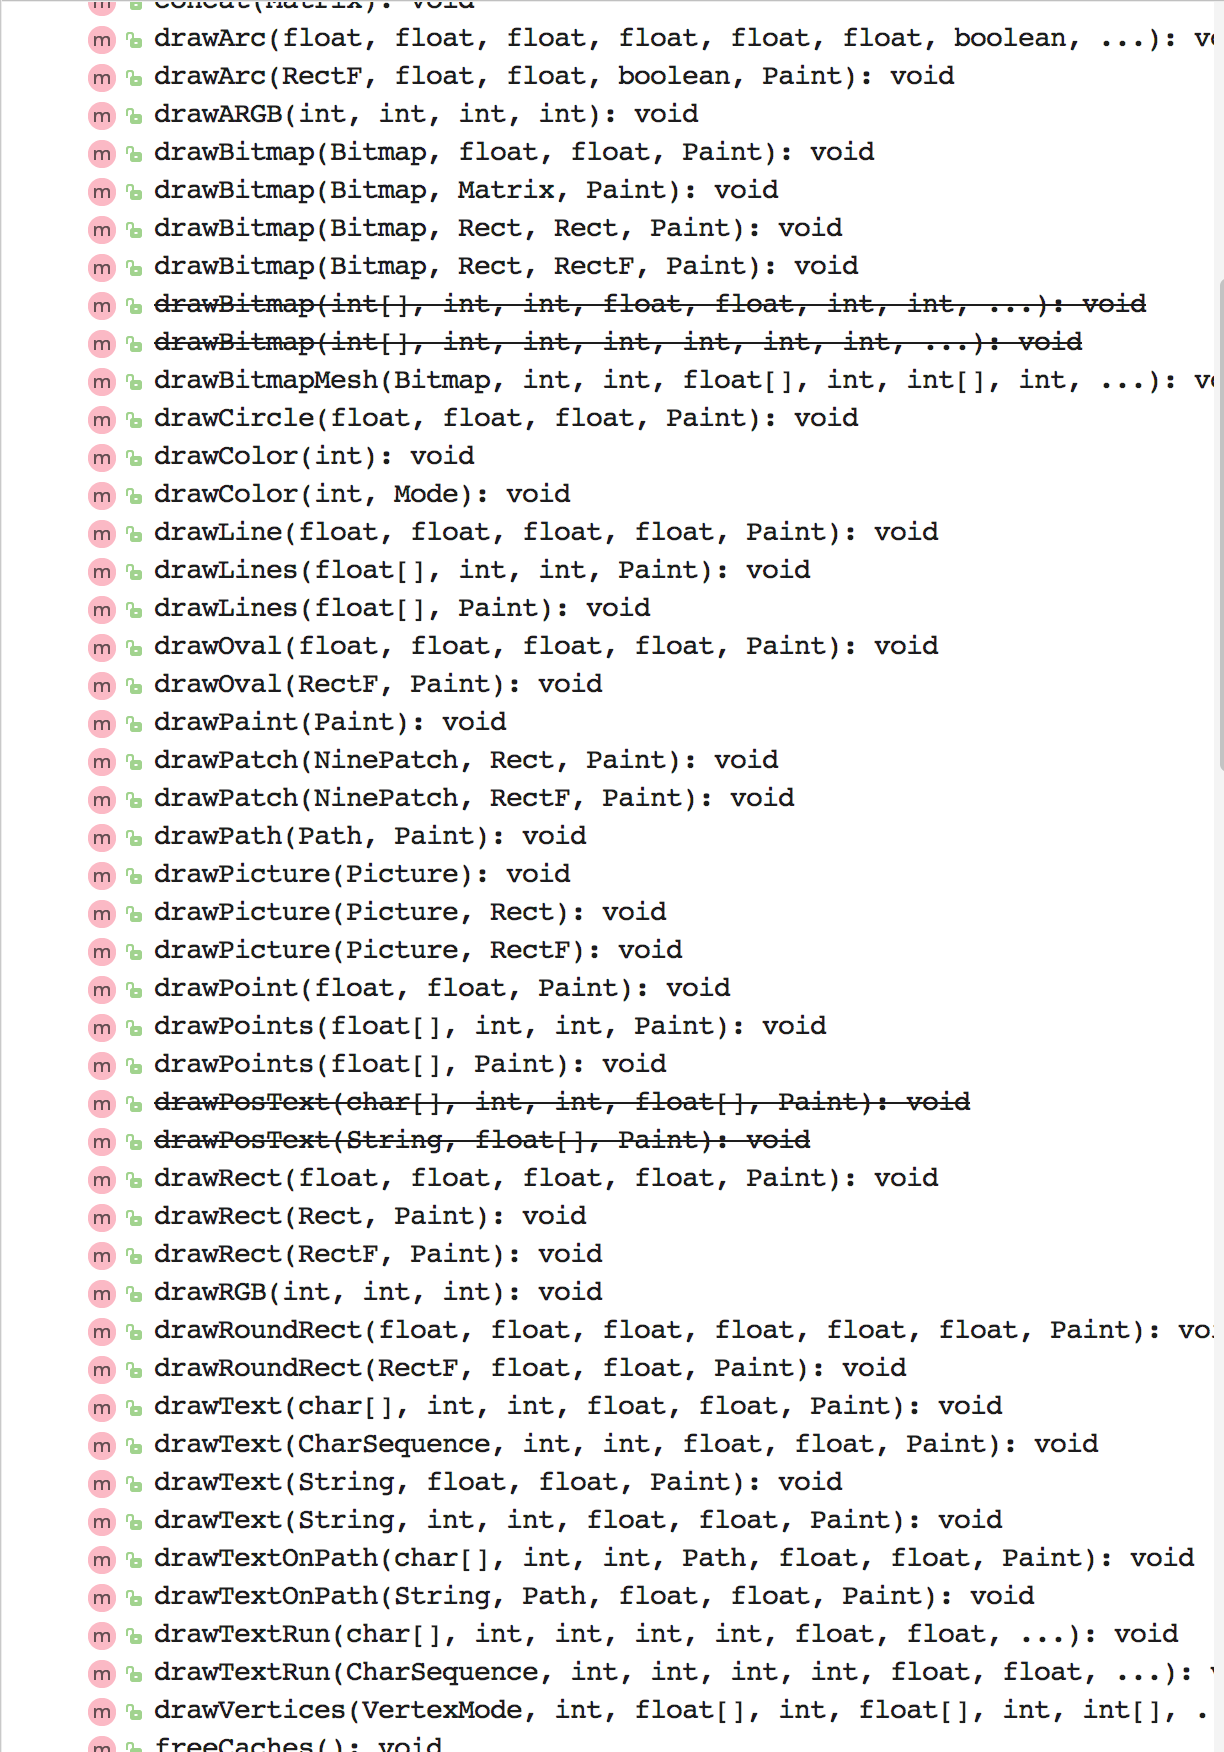 concat(Matrix): void
drawArc(float, float, float, float, float, float, boolean, ...): vo
drawArc(RectF, float, float, boolean, Paint): void
drawARGB(int, int, int, int): void
drawBitmap(Bitmap, float, float, Paint): void
drawBitmap(Bitmap, Matrix, Paint): void
drawBitmap(Bitmap, Rect, Rect, Paint): void
drawBitmap(Bitmap, Rect, RectF, Paint): void
drawBitmap(int[], int, int, float, float, int, int, ...): void
drawBitmap(int[], int, int, int, int, int, int, ...): void
drawBitmapMesh(Bitmap, int, int, float[], int, int[], int, ...): vo
drawCircle(float, float, float, Paint): void
drawColor(int): void
drawColor(int, Mode): void
drawLine(float, float, float, float, Paint): void
drawLines(float[], int, int, Paint): void
drawLines(float[], Paint): void
drawOval(float, float, float, float, Paint): void
drawOval(RectF, Paint): void
drawPaint(Paint): void
drawPatch(NinePatch, Rect, Paint): void
drawPatch(NinePatch, RectF, Paint): void
drawPath(Path, Paint): void
drawPicture(Picture): void
drawPicture(Picture, Rect): void
drawPicture(Picture, RectF): void
drawPoint(float, float, Paint): void
drawPoints(float[], int, int, Paint): void
drawPoints(float[], Paint): void
drawPosText(char[], int, int, float[], Paint): void
drawPosText(String, float[], Paint): void
drawRect(float, float, float, float, Paint): void
drawRect(Rect, Paint): void
drawRect(RectF, Paint): void
drawRGB(int, int, int): void
drawRoundRect(float, float, float, float, float, float, Paint): voi
drawRoundRect(RectF, float, float, Paint): void
drawText(char[], int, int, float, float, Paint): void
drawText(CharSequence, int, int, float, float, Paint): void
drawText(String, float, float, Paint): void
drawText(String, int, int, float, float, Paint): void
drawTextOnPath(char[], int, int, Path, float, float, Paint): void
drawTextOnPath(String, Path, float, float, Paint): void
drawTextRun(char[], int, int, int, int, float, float, ...): void
drawTextRun(CharSequence, int, int, int, int, float, float, ...): v
drawVertices(VertexMode, int, float[], int, float[], int, int[], .
freeCaches(): void